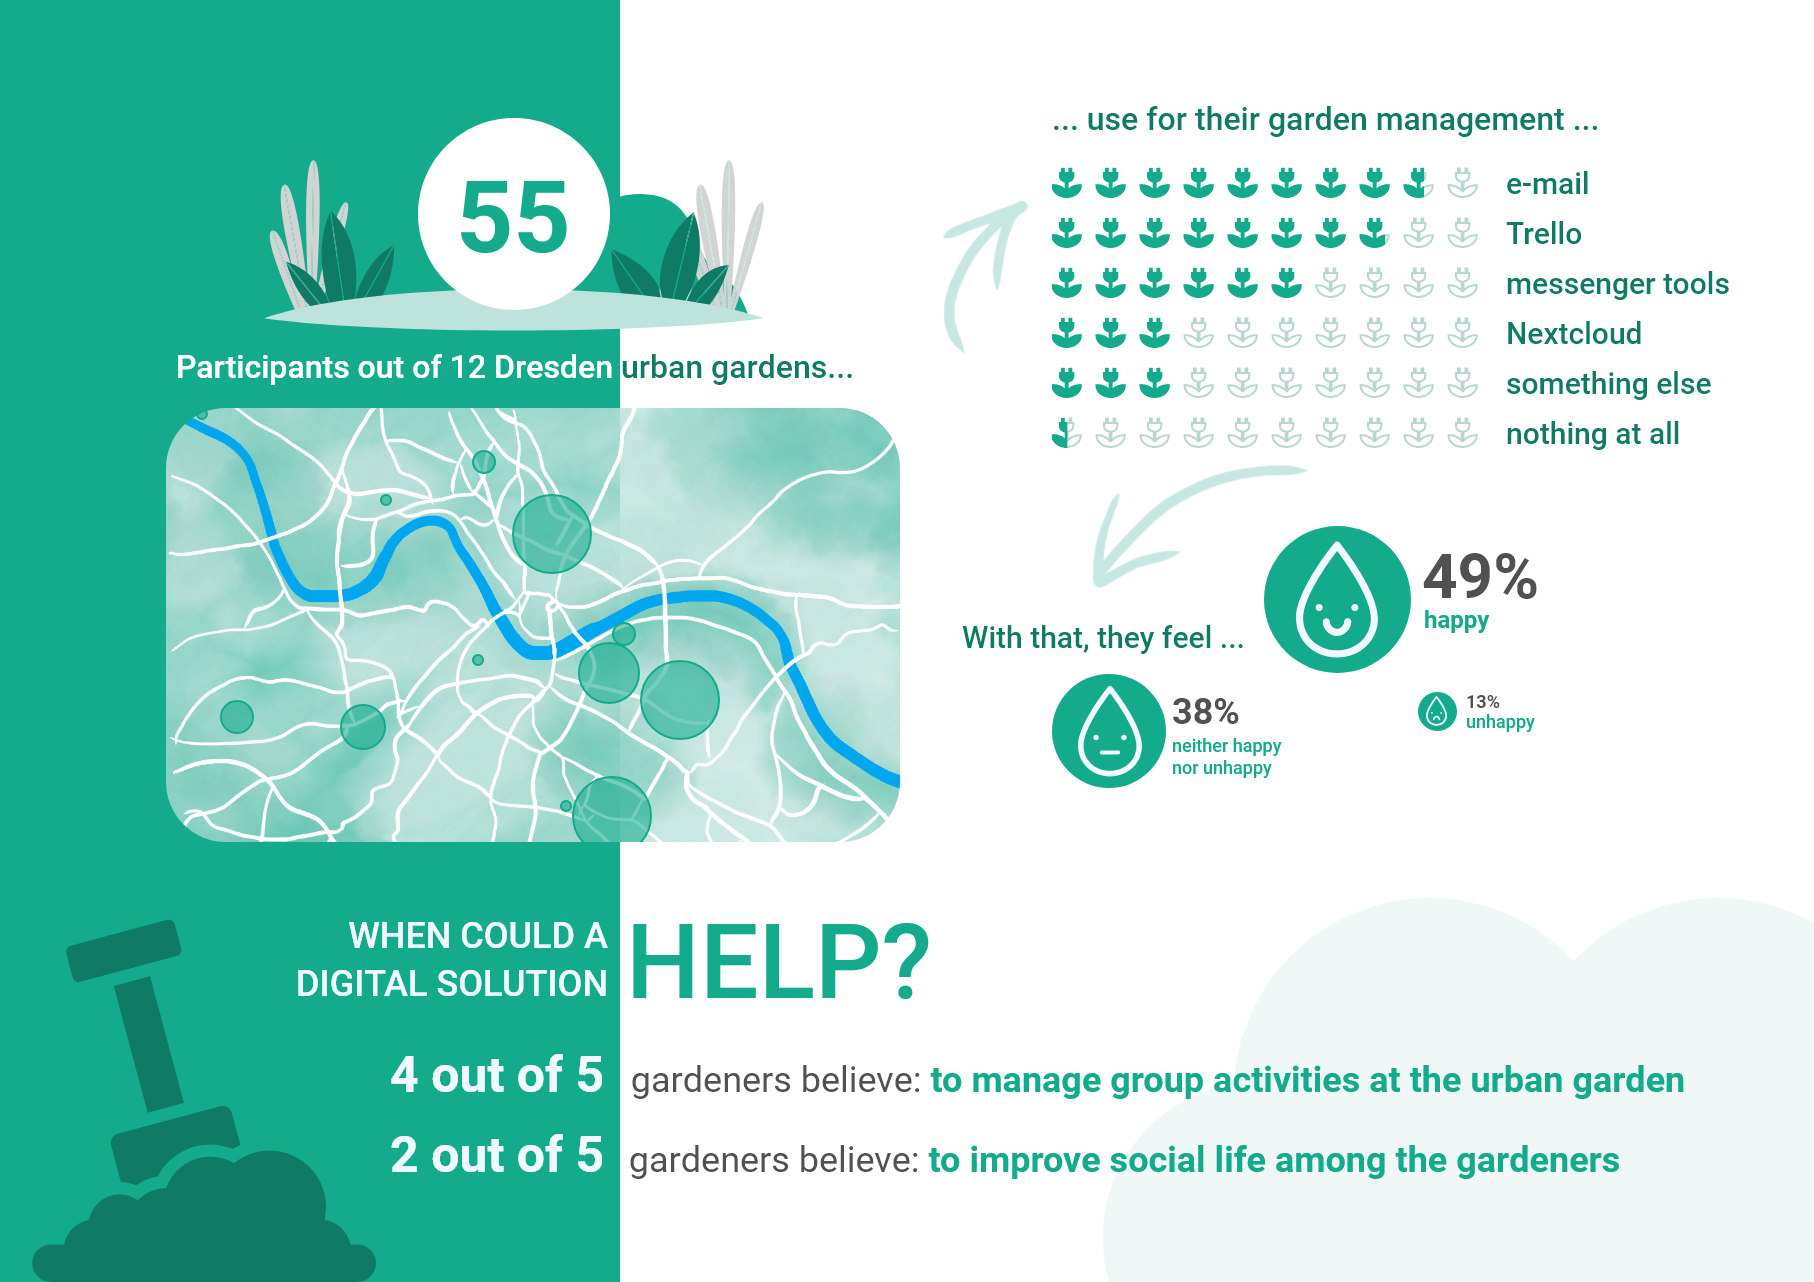 55
Participants out of 12 Dresden urban gardens...
... use for their garden management ...
e-mail
Trello
messenger tools
Nextcloud
something else
nothing at all
With that, they feel ...
49%
happy
38%
neither happy
nor unhappy
13%
unhappy
WHEN COULD A
DIGITAL SOLUTION
HELP?
4 out of 5 gardeners believe: to manage group activities at the urban garden
2 out of 5 gardeners believe: to improve social life among the gardeners